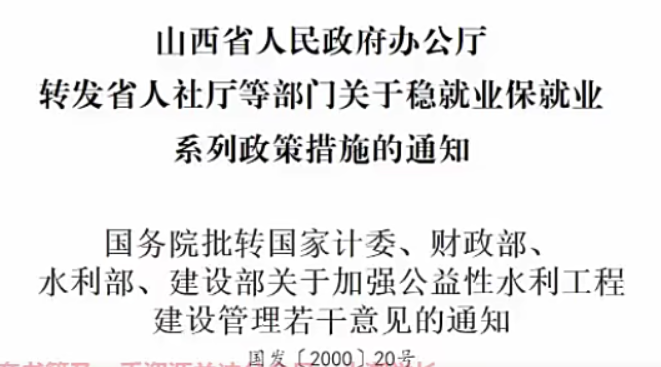 山西省人民政府办公厅
转发省人社厅等部门关于稳就业保就业
系列政策措施的通知
国务院批转国家计委、财政部、
水利部、建设部关于加强公益性水利工程
建设管理若干意见的通知
国发〔2000〕20号